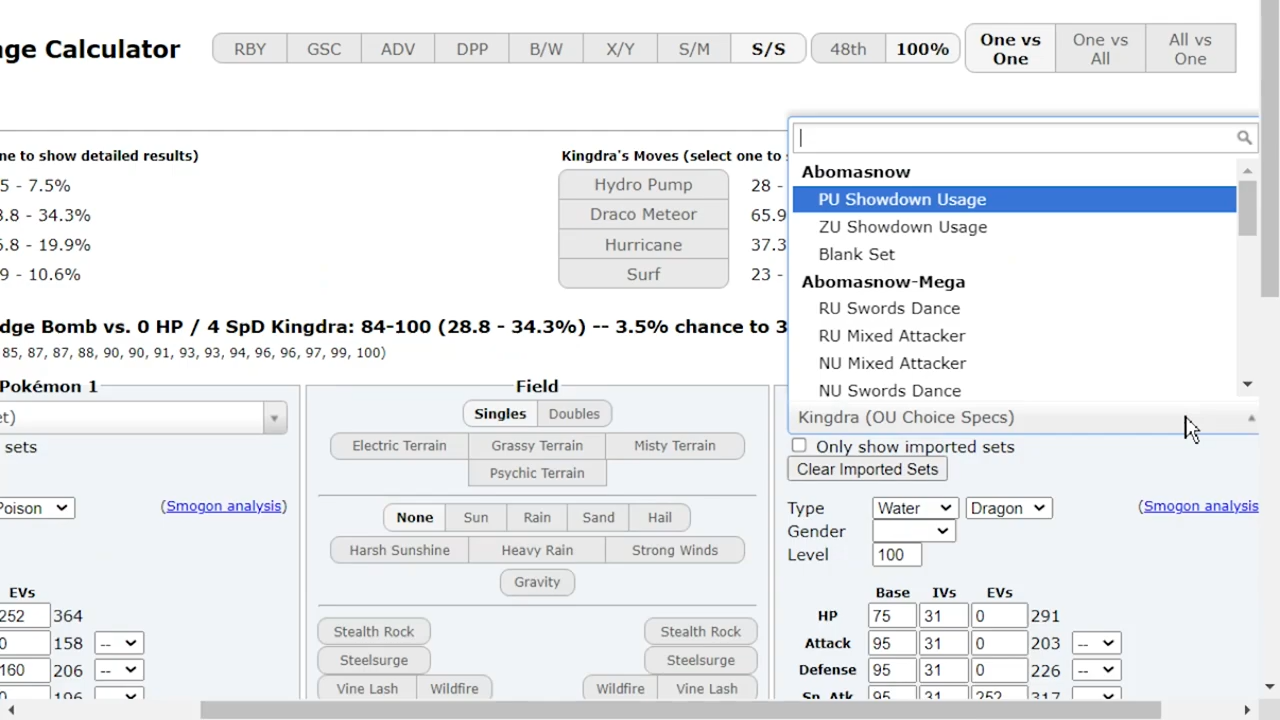 ge Calculator
RBY GSC ADV DPP B/W X/Y S/M S/S 48th 100% One vs One One vs All All vs One
ne to show detailed results)
5 - 7.5%
8.8 - 34.3%
5.8 - 19.9%
9 - 10.6%
Kingdra's Moves (select one to
Hydro Pump 28 -
Draco Meteor 65.9
Hurricane 37.3
Surf 23 -
dge Bomb vs. 0 HP / 4 SpD Kingdra: 84-100 (28.8 - 34.3%) -- 3.5% chance to 3
85, 87, 87, 88, 90, 90, 91, 93, 93, 94, 96, 96, 97, 99, 100)
Abomasnow
PU Showdown Usage
ZU Showdown Usage
Blank Set
Abomasnow-Mega
RU Swords Dance
RU Mixed Attacker
NU Mixed Attacker
NU Swords Dance
Kingdra (OU Choice Specs)
Only show imported sets
Clear Imported Sets
Pokémon 1
et)
sets
Poison (Smogon analysis)
EVs
252 364
0 158 --
160 206 --
0 196
Field
Singles Doubles
Electric Terrain Grassy Terrain Misty Terrain
Psychic Terrain
None Sun Rain Sand Hail
Harsh Sunshine Heavy Rain Strong Winds
Gravity
Stealth Rock Stealth Rock
Steelsurge Steelsurge
Vine Lash Wildfire Wildfire Vine Lash
Type Water Dragon (Smogon analysis
Gender
Level 100
Base IVs EVs
HP 75 31 0 291
Attack 95 31 0 203 --
Defense 95 31 0 226 --
Sp. Atk 95 31 252 317